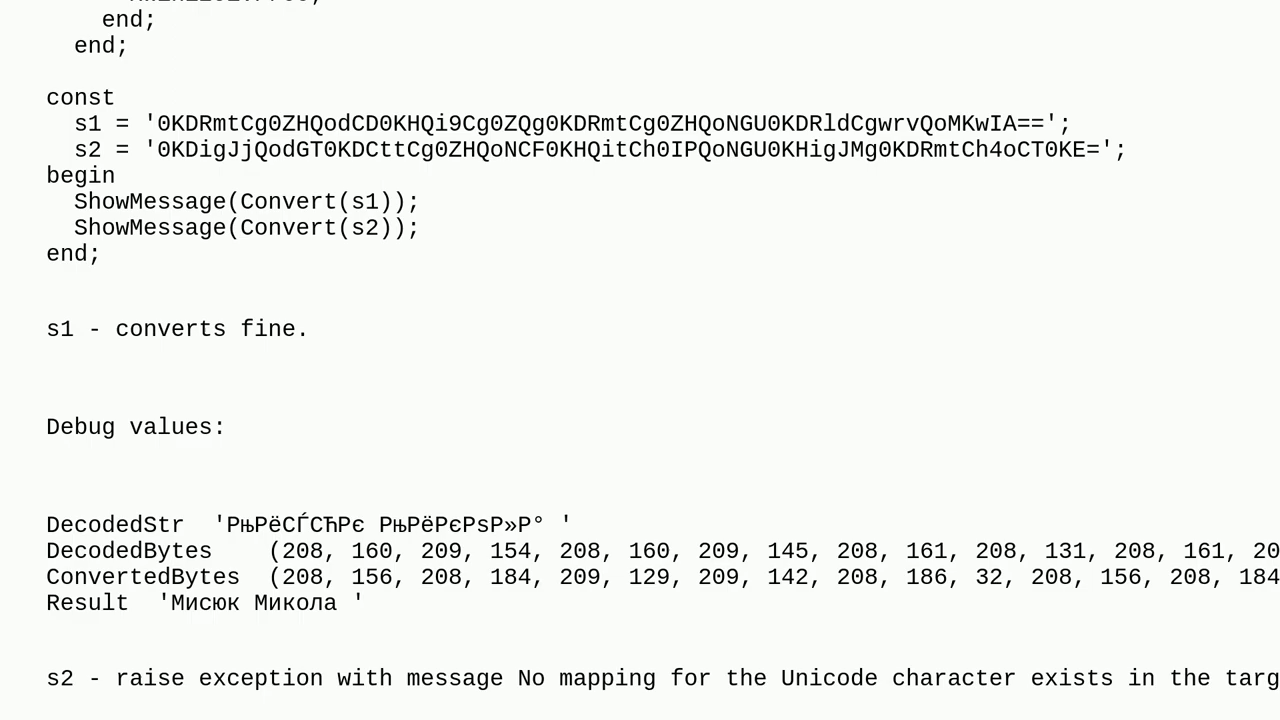 end;
end;
const
s1 = '0KDRmtCg0ZHQodCD0KHQi9Cg0ZQg0KDRmtCg0ZHQoNGU0KDRldCgwrvQoMKwIA==';
s2 = '0KDigJjQodGT0KDCttCg0ZHQoNCF0KHQitCh0IPQoNGU0KHigJMg0KDRmtCh4oCT0KE=';
begin
ShowMessage(Convert(s1));
ShowMessage(Convert(s2));
end;
s1 - converts fine.
Debug values:
DecodedStr 'РњРёСЃСЋРє РњРёРєРѕР»Р° '
DecodedBytes (208, 160, 209, 154, 208, 160, 209, 145, 208, 161, 208, 131, 208, 161, 20
ConvertedBytes (208, 156, 208, 184, 209, 129, 209, 142, 208, 186, 32, 208, 156, 208, 184
Result 'Мисюк Микола '
s2 - raise exception with message No mapping for the Unicode character exists in the targ